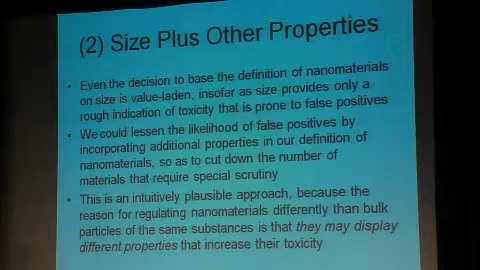 (2) Size Plus Other Properties
• Even the decision to base the definition of nanomaterials
on size is value-laden, insofar as size provides only a
rough indication of toxicity that is prone to false positives
• We could lessen the likelihood of false positives by
incorporating additional properties in our definition of
nanomaterials, so as to cut down the number of
materials that require special scrutiny
• This is an intuitively plausible approach, because the
reason for regulating nanomaterials differently than bulk
particles of the same substances is that they may display
different properties that increase their toxicity